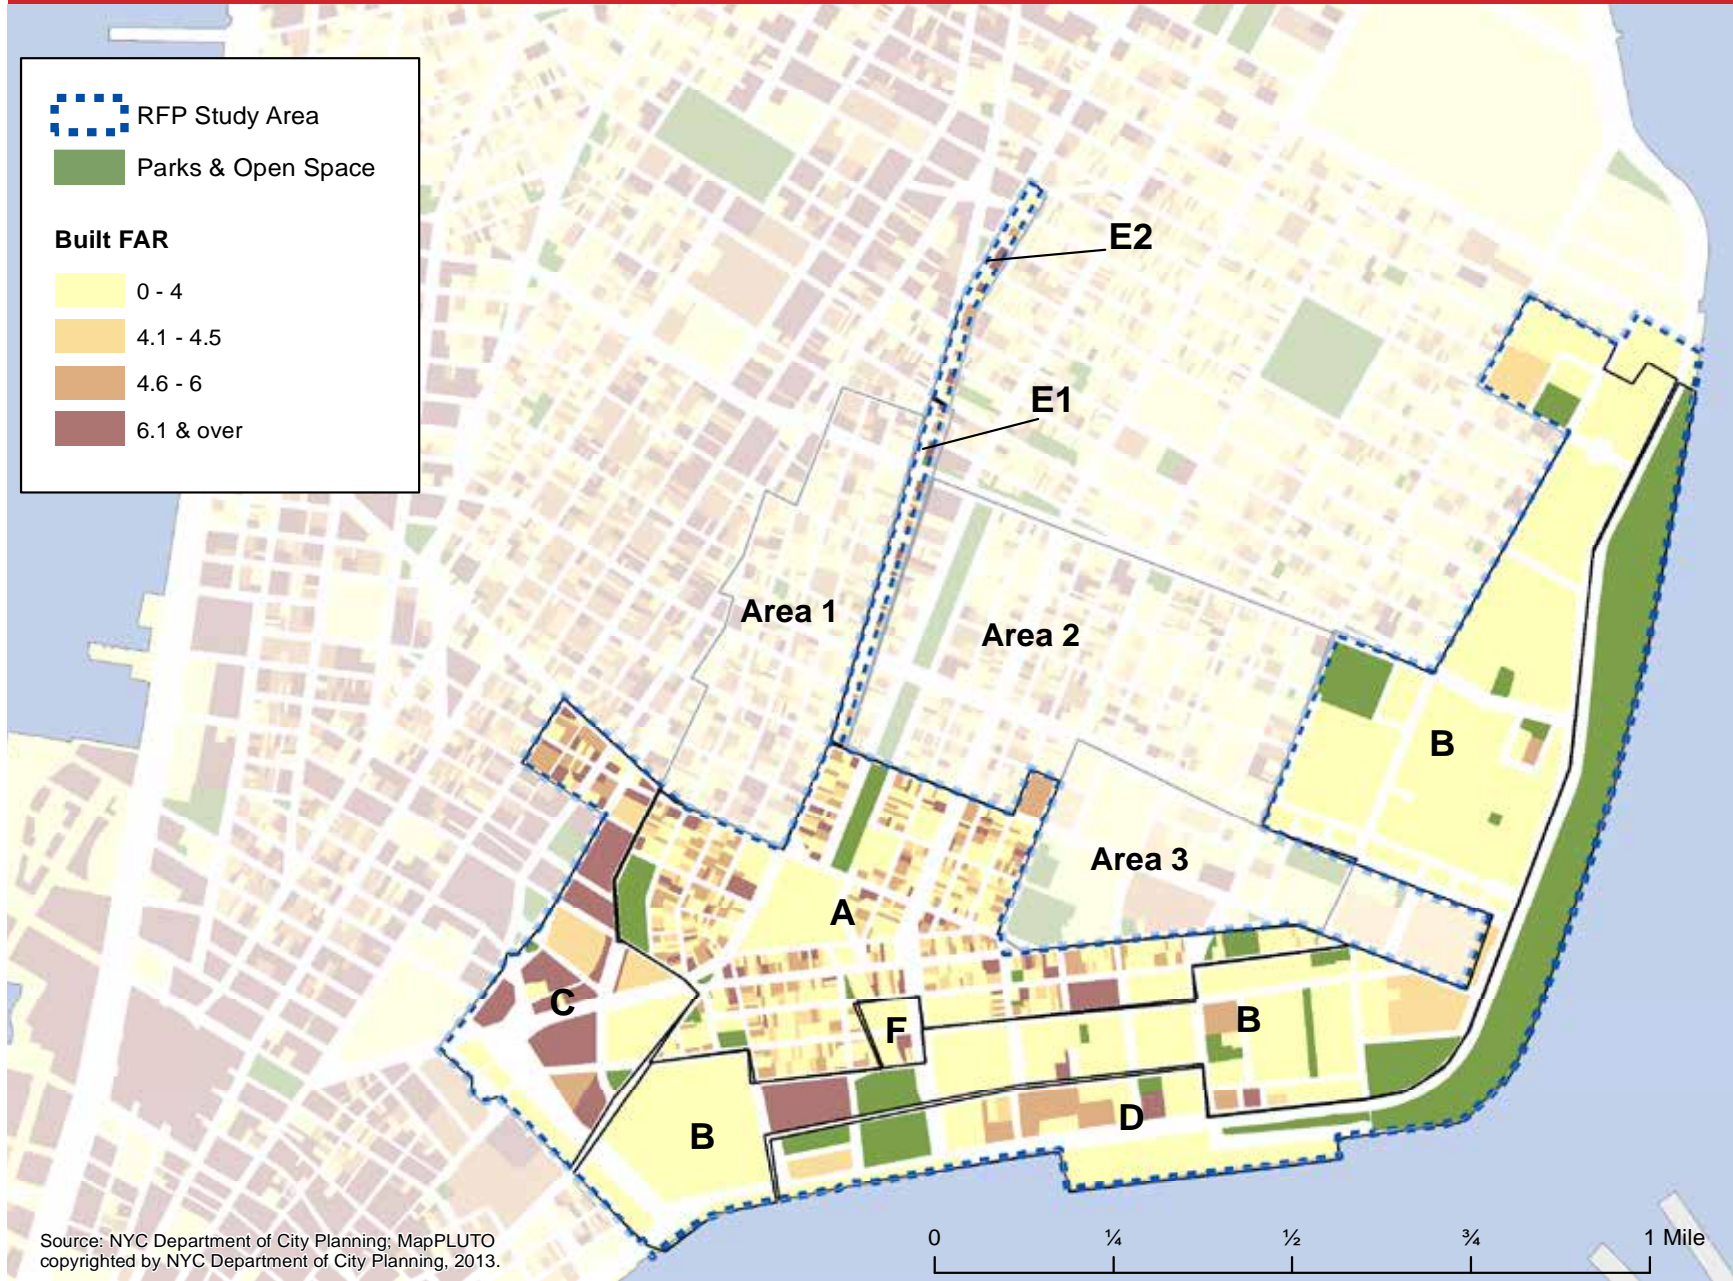 RFP Study Area
Parks & Open Space
Built FAR
0 - 4
4.1 - 4.5
4.6 - 6
6.1 & over
E2
E1
Area 1
Area 2
B
Area 3
A
C
F
B
D
B
Source: NYC Department of City Planning; MapPLUTO
copyrighted by NYC Department of City Planning, 2013.
0 ¼ ½ ¾ 1 Mile